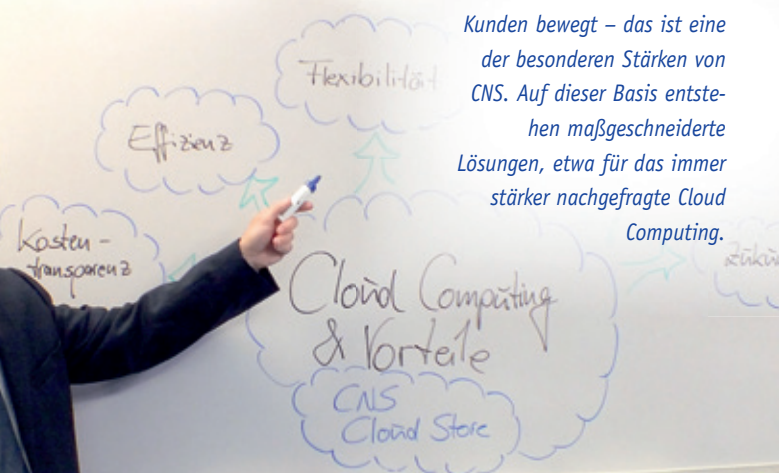 Kunden bewegt – das ist eine
der besonderen Stärken von
CNS. Auf dieser Basis entste-
hen maßgeschneiderte
Lösungen, etwa für das immer
stärker nachgefragte Cloud
Computing.
Flexibilität
Effizienz
Kosten-
transparenz
Cloud Computing
& Vorteile
CNS
Cloud Store